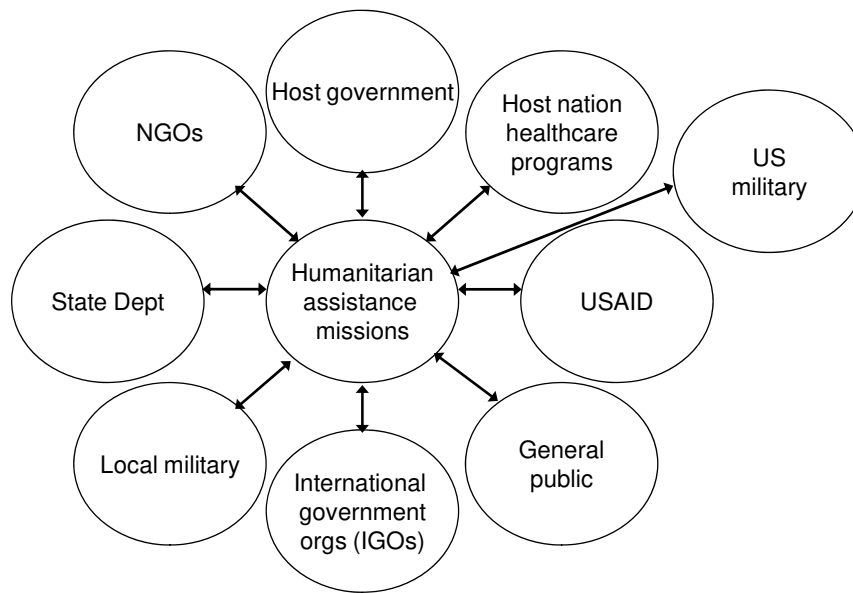 Host government
NGOs
Host nation
healthcare
programs
US
military
State Dept
Humanitarian
assistance
missions
USAID
Local military
General
public
International
government
orgs (IGOs)